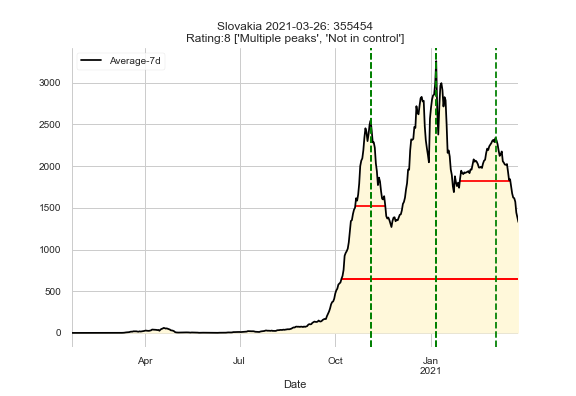 Slovakia 2021-03-26: 355454
Rating:8 ['Multiple peaks', 'Not in control']
Average-7d
3000
2500
2000
1500
1000
500
0
Apr
Jul
Oct
Jan
2021
Date